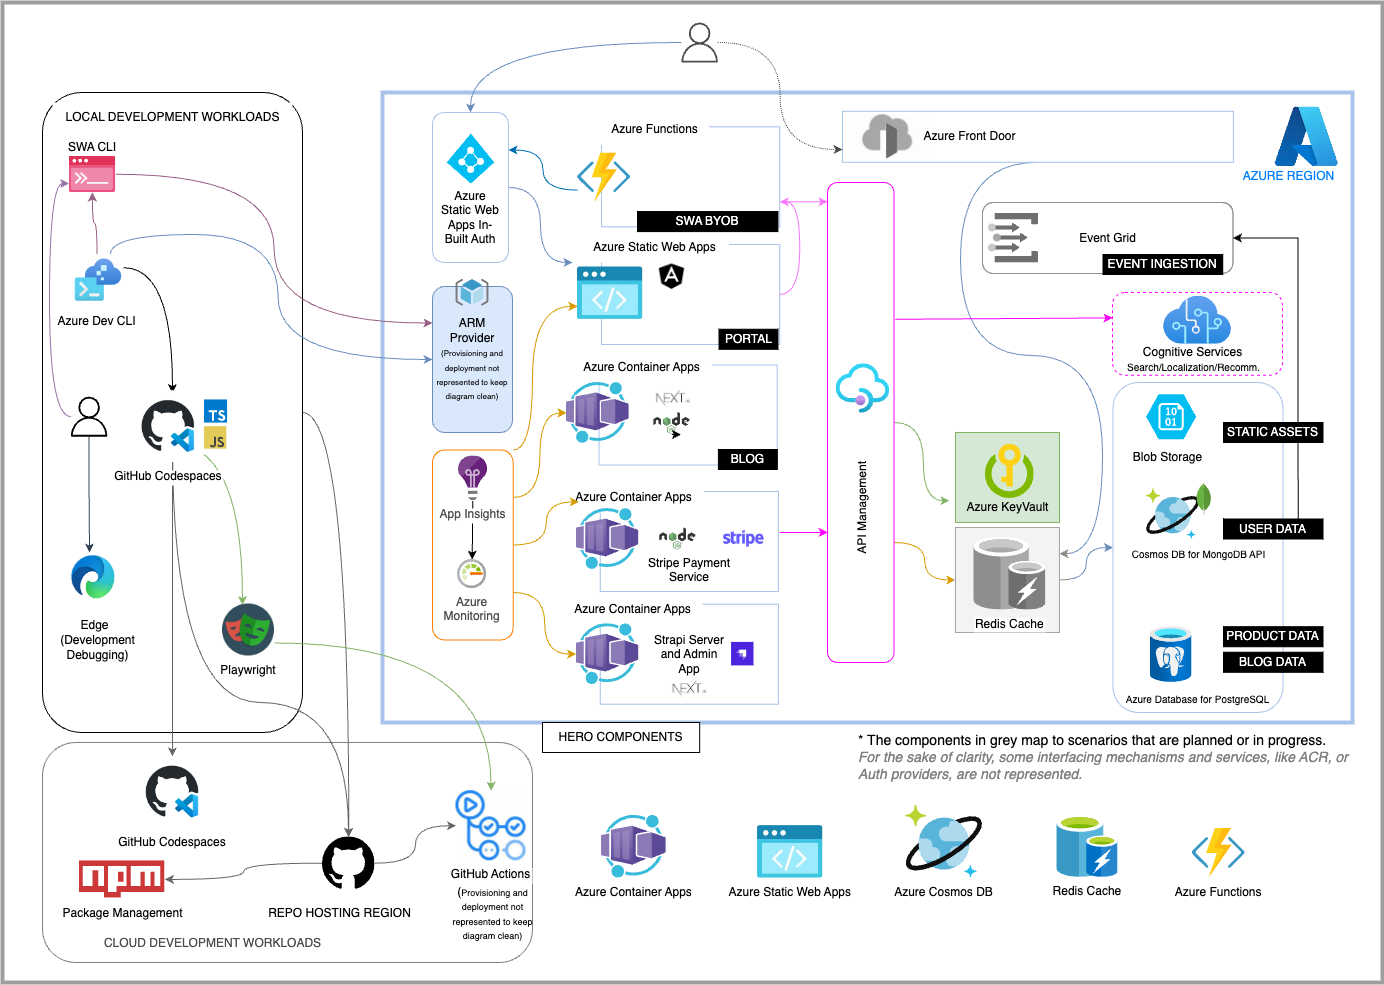 LOCAL DEVELOPMENT WORKLOADS
SWA CLI
Azure Dev CLI
TS
JS
GitHub Codespaces
Edge
(Development
Debugging)
Playwright
Azure
Static Web
Apps In-
Built Auth
ARM
Provider
(Provisioning and
deployment not
represented to keep
diagram clean)
App Insights
Azure
Monitoring
Azure Functions
SWA BYOB
Azure Static Web Apps
PORTAL
Azure Container Apps
NEXT.
node
BLOG
Azure Container Apps
node
stripe
Stripe Payment
Service
Azure Container Apps
Strapi Server
and Admin
App
NEXT.
API Management
Azure Front Door
AZURE REGION
Event Grid
EVENT INGESTION
Cognitive Services
Search/Localization/Recomm.
10
01
Blob Storage
STATIC ASSETS
Azure KeyVault
Cosmos DB for MongoDB API
USER DATA
Redis Cache
PRODUCT DATA
BLOG DATA
Azure Database for PostgreSQL
HERO COMPONENTS
* The components in grey map to scenarios that are planned or in progress.
For the sake of clarity, some interfacing mechanisms and services, like ACR, or
Auth providers, are not represented.
GitHub Codespaces
npm
Package Management
REPO HOSTING REGION
GitHub Actions
(Provisioning and
deployment not
represented to keep
diagram clean)
CLOUD DEVELOPMENT WORKLOADS
Azure Container Apps
Azure Static Web Apps
Azure Cosmos DB
Redis Cache
Azure Functions